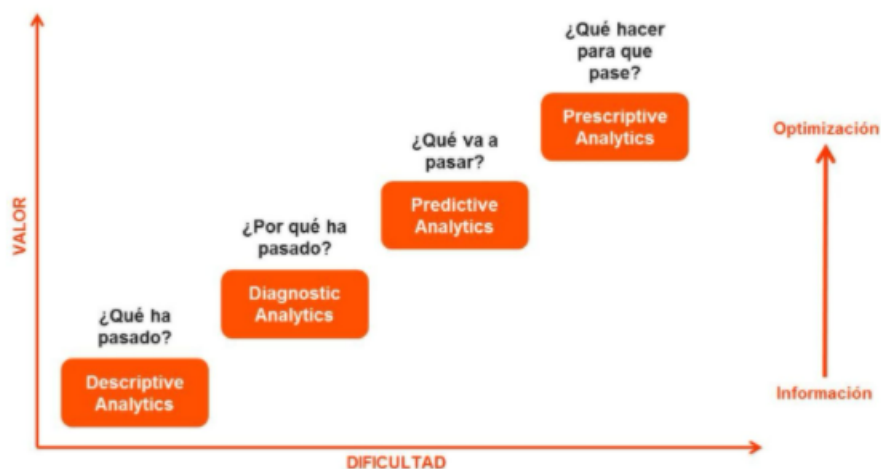 ¿Qué hacer
para que
pase?
Prescriptive
Analytics
Optimización
¿Qué va a
pasar?
Predictive
Analytics
VALOR
¿Por qué ha
pasado?
Diagnostic
Analytics
¿Qué ha
pasado?
Descriptive
Analytics
Información
DIFICULTAD